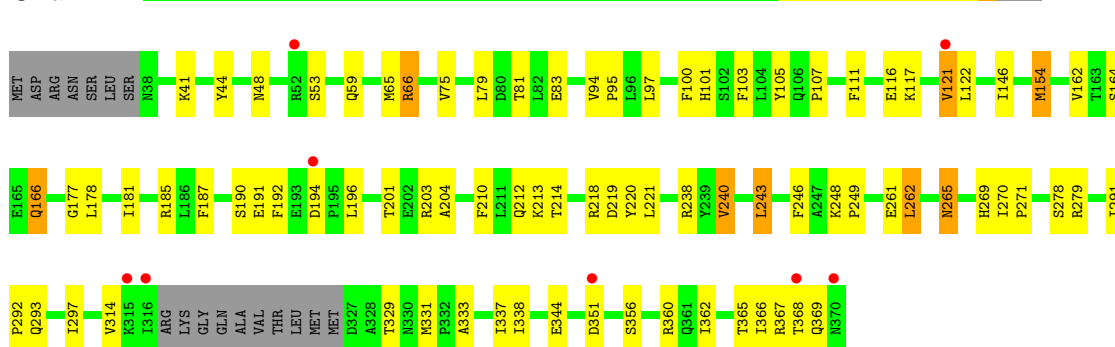 MET ASP ARG ASN SER LEU SER N38 K41 Y44 N48 R52 S53 Q59 M65 R66 V75 L79 D80 T81 L82 E83 V94 P95 L96 L97 F100 H101 S102 F103 L104 Y105 Q106 P107 F111 E116 K117 V121 L122 I146 M154 V162 T163 S164
E165 Q166 G177 L178 I181 R185 L186 F187 S190 E191 F192 E193 D194 P195 L196 T201 E202 R203 A204 F210 L211 Q212 K213 T214 R218 D219 Y220 L221 R238 Y239 V240 L243 F246 A247 K248 P249 E261 L262 N265 H269 I270 P271 S278 R279
P292 Q293 I297 V314 K315 I316 ARG LYS GLY GLN ALA VAL THR LEU MET MET D327 A328 T329 N330 M331 P332 A333 I337 I338 E344 D351 S356 R360 Q361 I362 T365 I366 R367 T368 Q369 N370